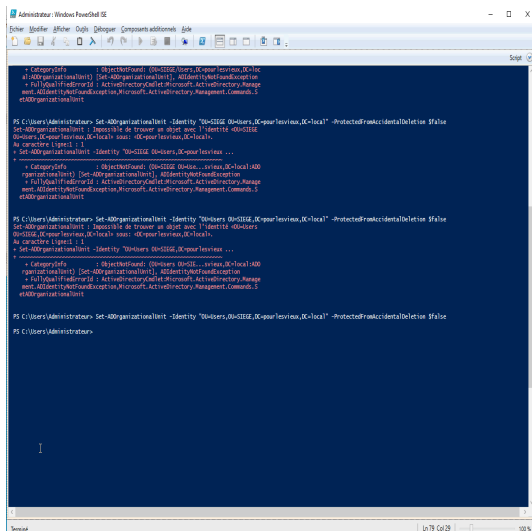 Administrateur : Windows PowerShell ISE
Fichier Modifier Afficher Outils Déboguer Composants additionnels Aide
Script
+ CategoryInfo : ObjectNotFound: (OU=SIEGE/Users,DC=pourlesvieux,DC=loc
al:ADOrganizationalUnit) [Set-ADOrganizationalUnit], ADIdentityNotFoundException
+ FullyQualifiedErrorId : ActiveDirectoryCmdlet:Microsoft.ActiveDirectory.Manage
ment.ADIdentityNotFoundException,Microsoft.ActiveDirectory.Management.Commands.S
etADOrganizationalUnit
PS C:\Users\Administrateur> Set-ADOrganizationalUnit -Identity "OU=SIEGE OU=Users,DC=pourlesvieux,DC=local" -ProtectedFromAccidentalDeletion $false
Set-ADOrganizationalUnit : Impossible de trouver un objet avec l'identité «OU=SIEGE
OU=Users,DC=pourlesvieux,DC=local» sous: «DC=pourlesvieux,DC=local».
Au caractère Ligne:1 : 1
+ Set-ADOrganizationalUnit -Identity "OU=SIEGE OU=Users,DC=pourlesvieux ...
+ ~~~~~~~~~~~~~~~~~~~~~~~~~~~~~~~~~~~~~~~~~~~~~~~~~~~~~~~~~~~~~~~~~
+ CategoryInfo : ObjectNotFound: (OU=SIEGE OU=Use...svieux,DC=local:ADO
rganizationalUnit) [Set-ADOrganizationalUnit], ADIdentityNotFoundException
+ FullyQualifiedErrorId : ActiveDirectoryCmdlet:Microsoft.ActiveDirectory.Manage
ment.ADIdentityNotFoundException,Microsoft.ActiveDirectory.Management.Commands.S
etADOrganizationalUnit
PS C:\Users\Administrateur> Set-ADOrganizationalUnit -Identity "OU=Users OU=SIEGE,DC=pourlesvieux,DC=local" -ProtectedFromAccidentalDeletion $false
Set-ADOrganizationalUnit : Impossible de trouver un objet avec l'identité «OU=Users
OU=SIEGE,DC=pourlesvieux,DC=local» sous: «DC=pourlesvieux,DC=local».
Au caractère Ligne:1 : 1
+ Set-ADOrganizationalUnit -Identity "OU=Users OU=SIEGE,DC=pourlesvieux ...
+ ~~~~~~~~~~~~~~~~~~~~~~~~~~~~~~~~~~~~~~~~~~~~~~~~~~~~~~~~~~~~~~~~~
+ CategoryInfo : ObjectNotFound: (OU=Users OU=SIE...svieux,DC=local:ADO
rganizationalUnit) [Set-ADOrganizationalUnit], ADIdentityNotFoundException
+ FullyQualifiedErrorId : ActiveDirectoryCmdlet:Microsoft.ActiveDirectory.Manage
ment.ADIdentityNotFoundException,Microsoft.ActiveDirectory.Management.Commands.S
etADOrganizationalUnit
PS C:\Users\Administrateur> Set-ADOrganizationalUnit -Identity "OU=Users,OU=SIEGE,DC=pourlesvieux,DC=local" -ProtectedFromAccidentalDeletion $false
PS C:\Users\Administrateur>
Terminé
Ln 79 Col 29
100 %